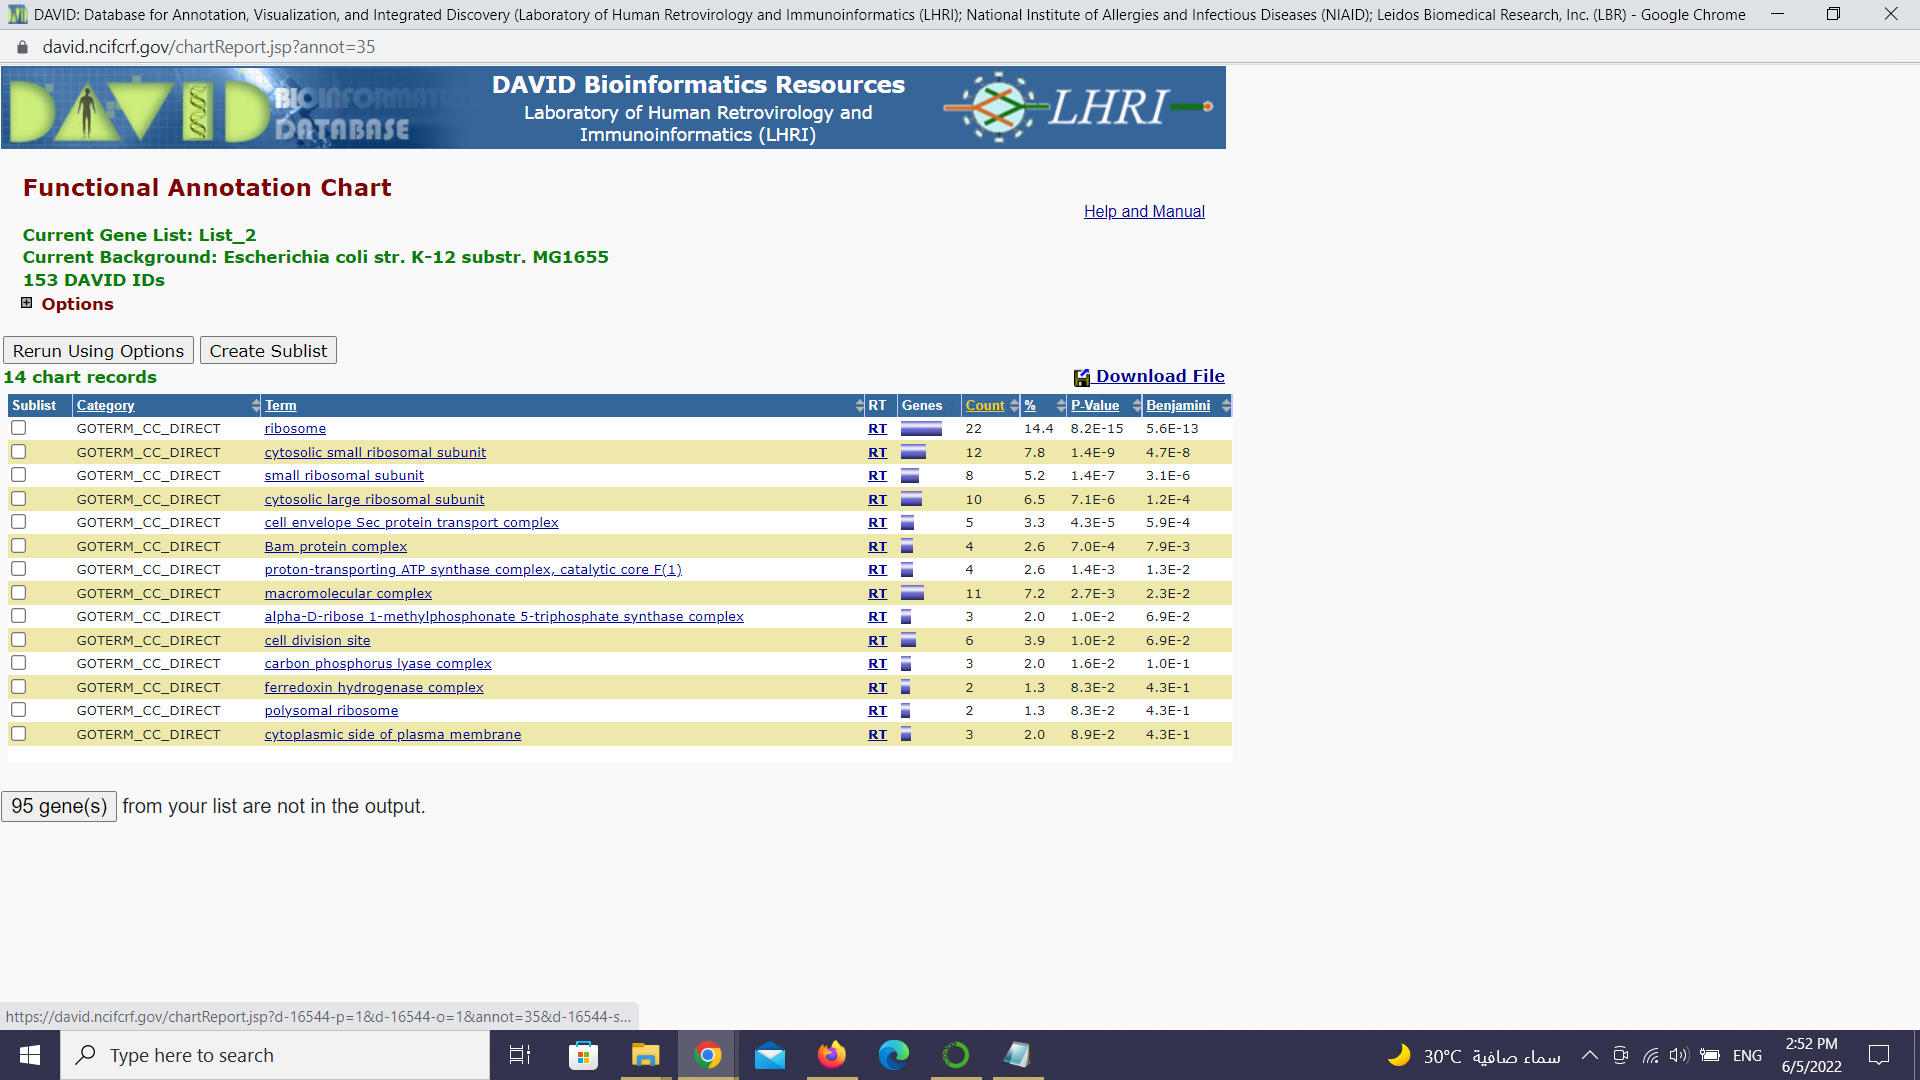 DAVID: Database for Annotation, Visualization, and Integrated Discovery (Laboratory of Human Retrovirology and Immunoinformatics (LHRI); National Institute of Allergies and Infectious Diseases (NIAID); Leidos Biomedical Research, Inc. (LBR) - Google Chrome
david.ncifcrf.gov/chartReport.jsp?annot=35
DAVID BIOINFORMATICS DATABASE
DAVID Bioinformatics Resources
Laboratory of Human Retrovirology and
Immunoinformatics (LHRI)
LHRI
Functional Annotation Chart
Help and Manual
Current Gene List: List_2
Current Background: Escherichia coli str. K-12 substr. MG1655
153 DAVID IDs
Options
Rerun Using Options Create Sublist
14 chart records Download File
Sublist Category Term RT Genes Count % P-Value Benjamini
GOTERM_CC_DIRECT ribosome RT 22 14.4 8.2E-15 5.6E-13
GOTERM_CC_DIRECT cytosolic small ribosomal subunit RT 12 7.8 1.4E-9 4.7E-8
GOTERM_CC_DIRECT small ribosomal subunit RT 8 5.2 1.4E-7 3.1E-6
GOTERM_CC_DIRECT cytosolic large ribosomal subunit RT 10 6.5 7.1E-6 1.2E-4
GOTERM_CC_DIRECT cell envelope Sec protein transport complex RT 5 3.3 4.3E-5 5.9E-4
GOTERM_CC_DIRECT Bam protein complex RT 4 2.6 7.0E-4 7.9E-3
GOTERM_CC_DIRECT proton-transporting ATP synthase complex, catalytic core F(1) RT 4 2.6 1.4E-3 1.3E-2
GOTERM_CC_DIRECT macromolecular complex RT 11 7.2 2.7E-3 2.3E-2
GOTERM_CC_DIRECT alpha-D-ribose 1-methylphosphonate 5-triphosphate synthase complex RT 3 2.0 1.0E-2 6.9E-2
GOTERM_CC_DIRECT cell division site RT 6 3.9 1.0E-2 6.9E-2
GOTERM_CC_DIRECT carbon phosphorus lyase complex RT 3 2.0 1.6E-2 1.0E-1
GOTERM_CC_DIRECT ferredoxin hydrogenase complex RT 2 1.3 8.3E-2 4.3E-1
GOTERM_CC_DIRECT polysomal ribosome RT 2 1.3 8.3E-2 4.3E-1
GOTERM_CC_DIRECT cytoplasmic side of plasma membrane RT 3 2.0 8.9E-2 4.3E-1
95 gene(s) from your list are not in the output.
https://david.ncifcrf.gov/chartReport.jsp?d-16544-p=1&d-16544-o=1&annot=35&d-16544-s...
Type here to search
30°C سماء صافية
ENG
2:52 PM
6/5/2022